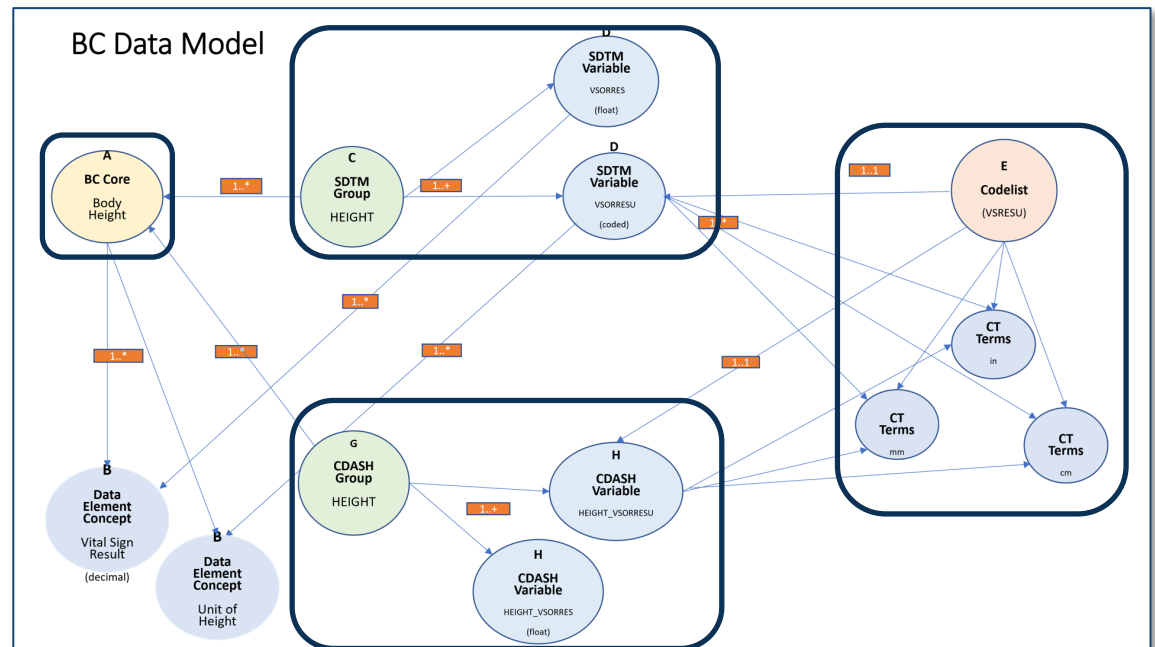 BC Data Model
D
SDTM
Variable
VSORRES
(float)
A
BC Core
Body
Height
1..*
C
SDTM
Group
HEIGHT
1..+
D
SDTM
Variable
VSORRESU
(coded)
1..*
1..1
E
Codelist
(VSRESU)
1..*
1..*
1..*
1..*
1..1
CT
Terms
in
CT
Terms
mm
CT
Terms
cm
B
Data
Element
Concept
Vital Sign
Result
(decimal)
B
Data
Element
Concept
Unit of
Height
G
CDASH
Group
HEIGHT
1..+
H
CDASH
Variable
HEIGHT_VSORRESU
H
CDASH
Variable
HEIGHT_VSORRES
(float)